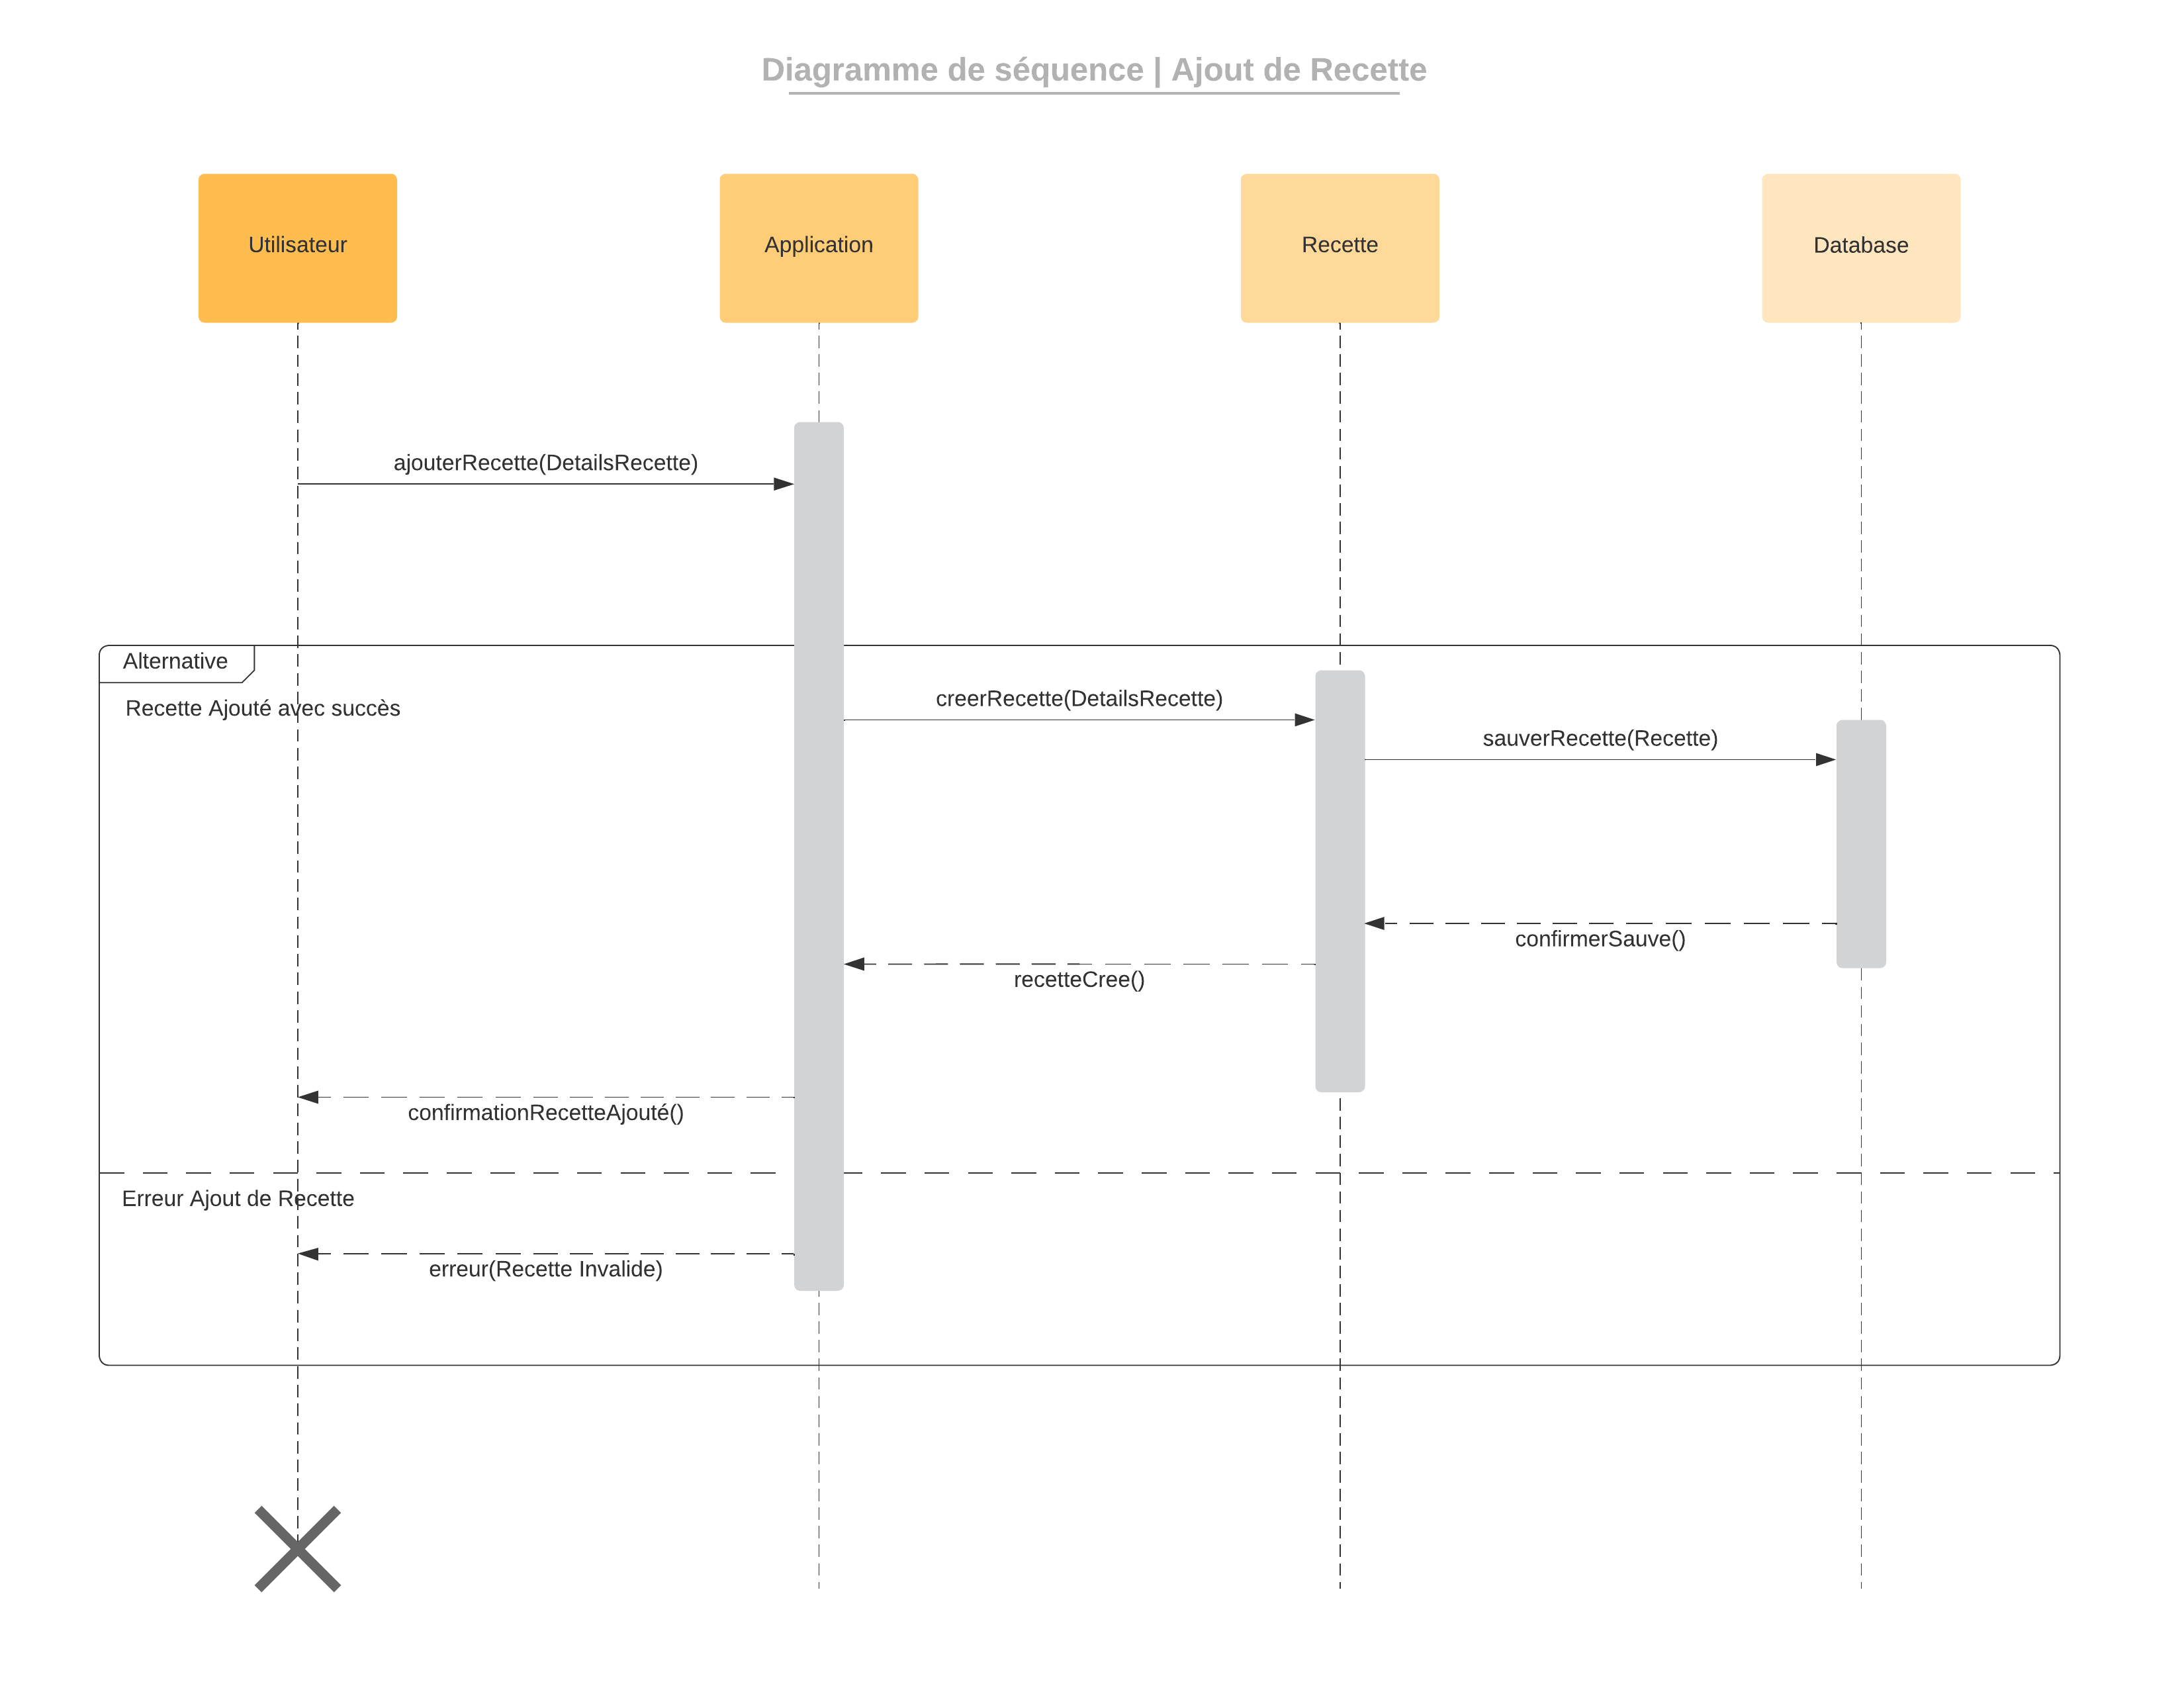 Diagramme de séquence | Ajout de Recette
Utilisateur
Application
Recette
Database
ajouterRecette(DetailsRecette)
Alternative
Recette Ajouté avec succès
creerRecette(DetailsRecette)
sauverRecette(Recette)
confirmerSauve()
recetteCree()
confirmationRecetteAjouté()
Erreur Ajout de Recette
erreur(Recette Invalide)